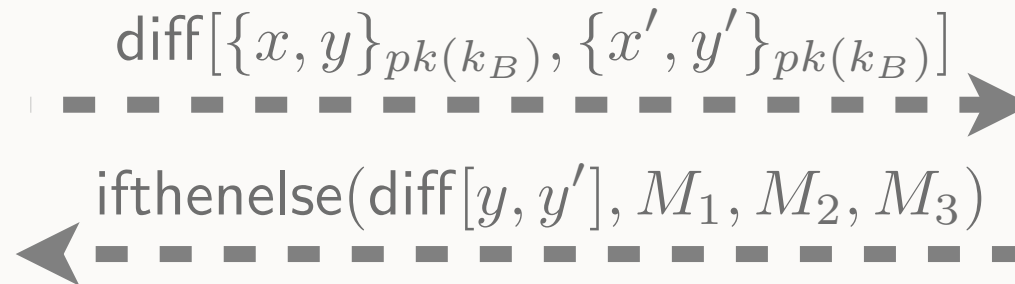 diff[{x, y}_{pk(k_B)}, {x′, y′}_{pk(k_B)}]
ifthenelse(diff[y, y′], M_1, M_2, M_3)